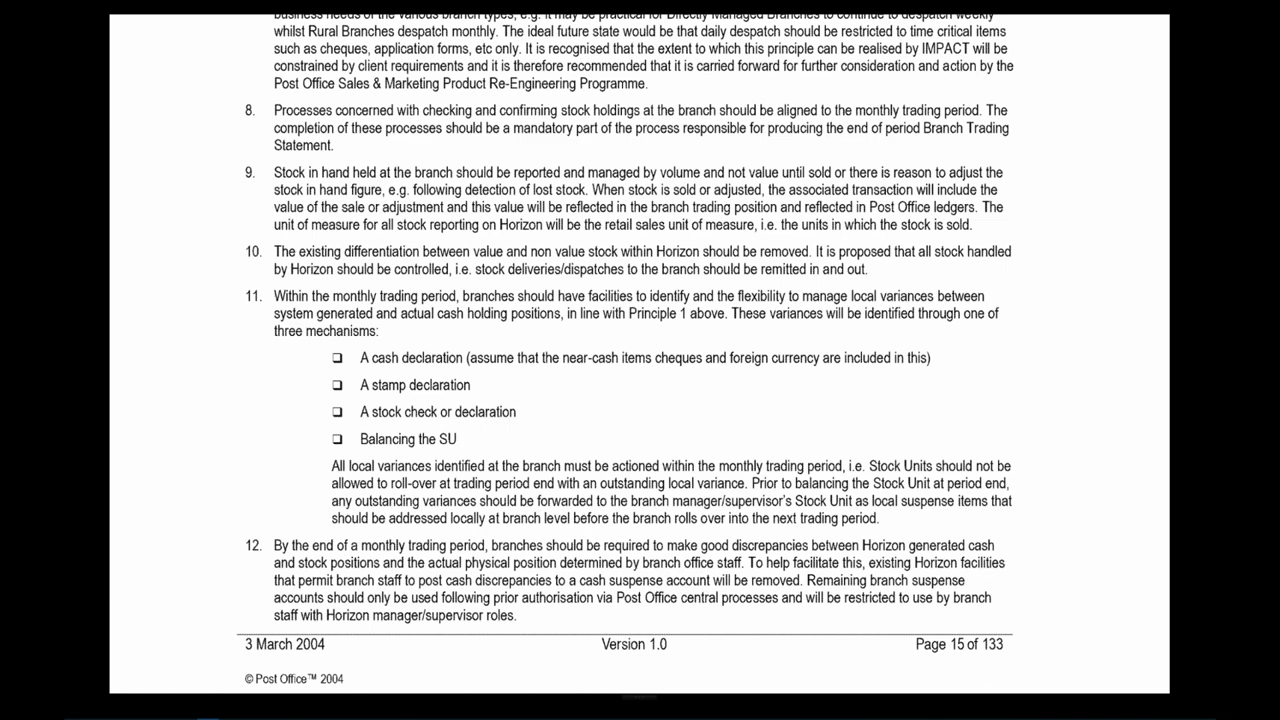 business needs of the various branch types, e.g. it may be practical for Directly Managed Branches to continue to despatch weekly
whilst Rural Branches despatch monthly. The ideal future state would be that daily despatch should be restricted to time critical items
such as cheques, application forms, etc only. It is recognised that the extent to which this principle can be realised by IMPACT will be
constrained by client requirements and it is therefore recommended that it is carried forward for further consideration and action by the
Post Office Sales & Marketing Product Re-Engineering Programme.
8. Processes concerned with checking and confirming stock holdings at the branch should be aligned to the monthly trading period. The
completion of these processes should be a mandatory part of the process responsible for producing the end of period Branch Trading
Statement.
9. Stock in hand held at the branch should be reported and managed by volume and not value until sold or there is reason to adjust the
stock in hand figure, e.g. following detection of lost stock. When stock is sold or adjusted, the associated transaction will include the
value of the sale or adjustment and this value will be reflected in the branch trading position and reflected in Post Office ledgers. The
unit of measure for all stock reporting on Horizon will be the retail sales unit of measure, i.e. the units in which the stock is sold.
10. The existing differentiation between value and non value stock within Horizon should be removed. It is proposed that all stock handled
by Horizon should be controlled, i.e. stock deliveries/dispatches to the branch should be remitted in and out.
11. Within the monthly trading period, branches should have facilities to identify and the flexibility to manage local variances between
system generated and actual cash holding positions, in line with Principle 1 above. These variances will be identified through one of
three mechanisms:
❑ A cash declaration (assume that the near-cash items cheques and foreign currency are included in this)
❑ A stamp declaration
❑ A stock check or declaration
❑ Balancing the SU
All local variances identified at the branch must be actioned within the monthly trading period, i.e. Stock Units should not be
allowed to roll-over at trading period end with an outstanding local variance. Prior to balancing the Stock Unit at period end,
any outstanding variances should be forwarded to the branch manager/supervisor's Stock Unit as local suspense items that
should be addressed locally at branch level before the branch rolls over into the next trading period.
12. By the end of a monthly trading period, branches should be required to make good discrepancies between Horizon generated cash
and stock positions and the actual physical position determined by branch office staff. To help facilitate this, existing Horizon facilities
that permit branch staff to post cash discrepancies to a cash suspense account will be removed. Remaining branch suspense
accounts should only be used following prior authorisation via Post Office central processes and will be restricted to use by branch
staff with Horizon manager/supervisor roles.
3 March 2004 Version 1.0 Page 15 of 133
© Post Office™ 2004